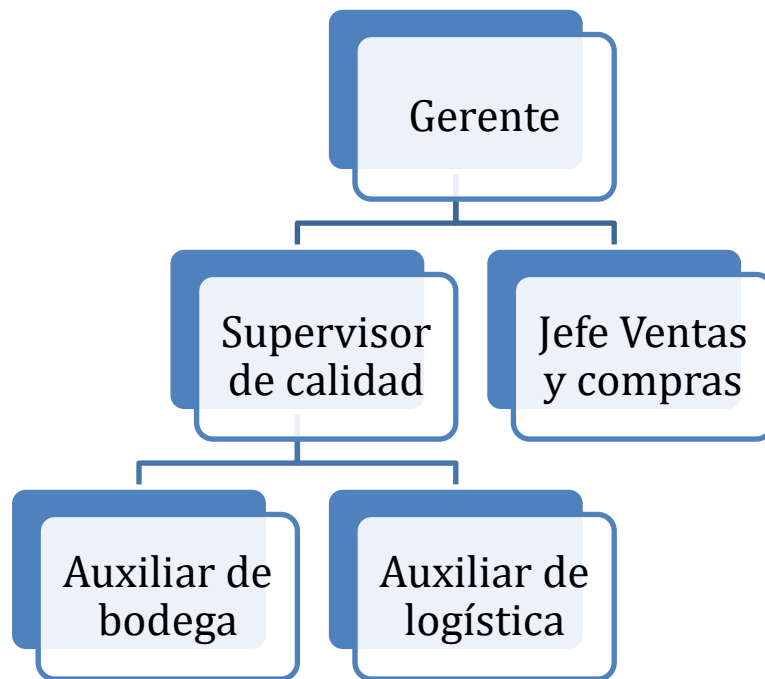 Gerente
Supervisor
de calidad
Jefe Ventas
y compras
Auxiliar de
bodega
Auxiliar de
logística